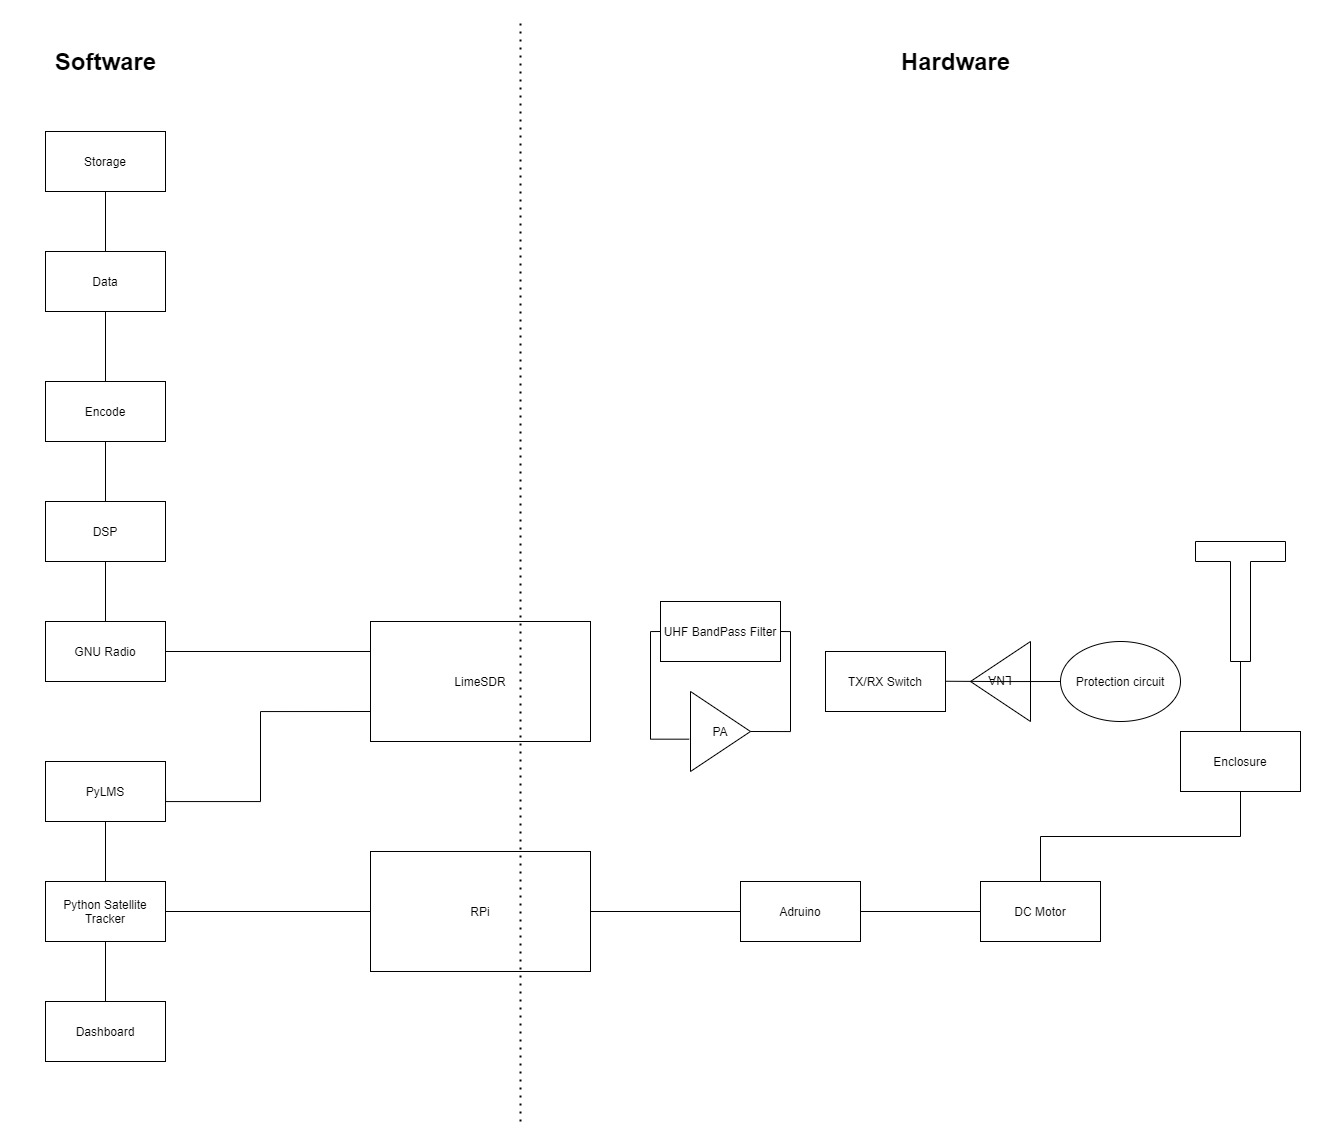 Software
Hardware
Storage
Data
Encode
DSP
GNU Radio
LimeSDR
UHF BandPass Filter
PA
TX/RX Switch
LNA
Protection circuit
Enclosure
PyLMS
Python Satellite
Tracker
RPi
Adruino
DC Motor
Dashboard